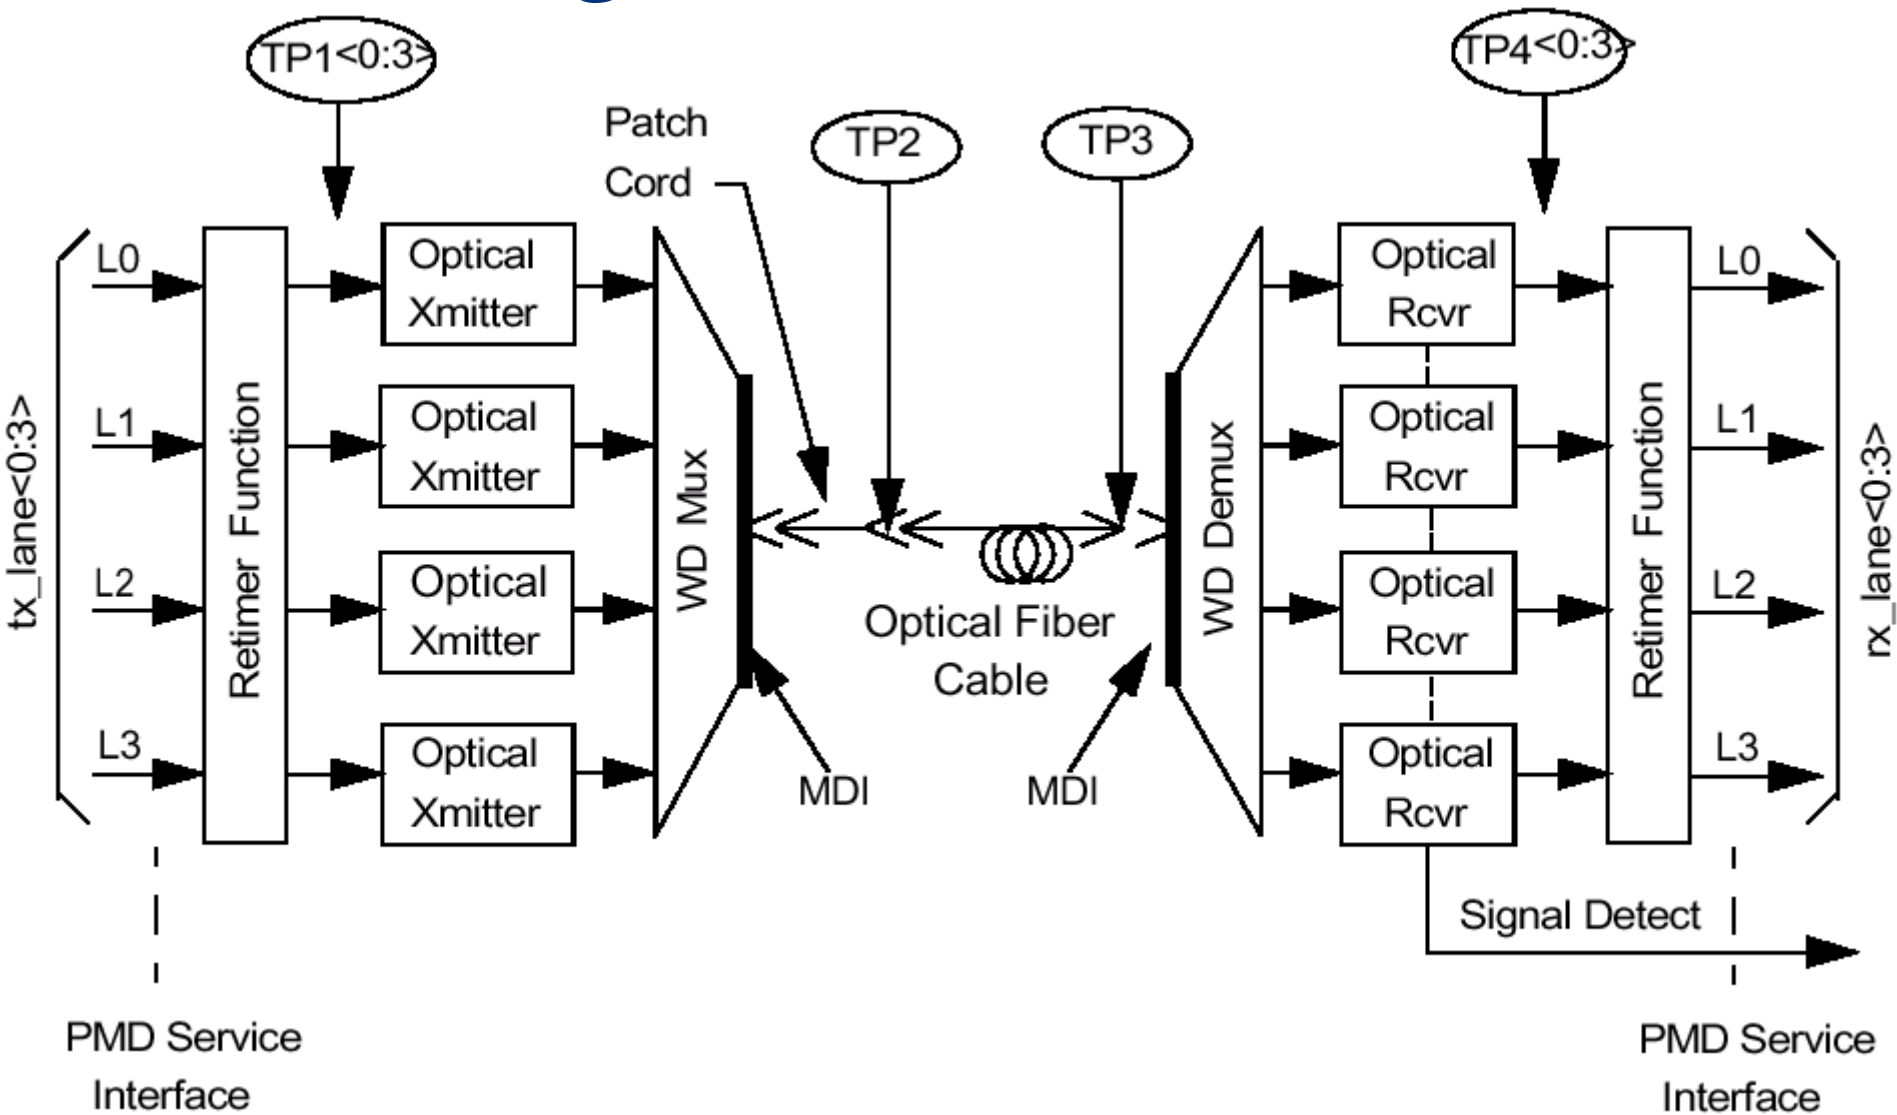 TP1<0:3>
TP4<0:3>
Patch
Cord
TP2
TP3
tx_lane<0:3>
L0
L1
L2
L3
Retimer Function
Optical
Xmitter
Optical
Xmitter
Optical
Xmitter
Optical
Xmitter
WD Mux
MDI
Optical Fiber
Cable
MDI
WD Demux
Optical
Rcvr
Optical
Rcvr
Optical
Rcvr
Optical
Rcvr
Retimer Function
L0
L1
L2
L3
rx_lane<0:3>
Signal Detect
PMD Service
Interface
PMD Service
Interface